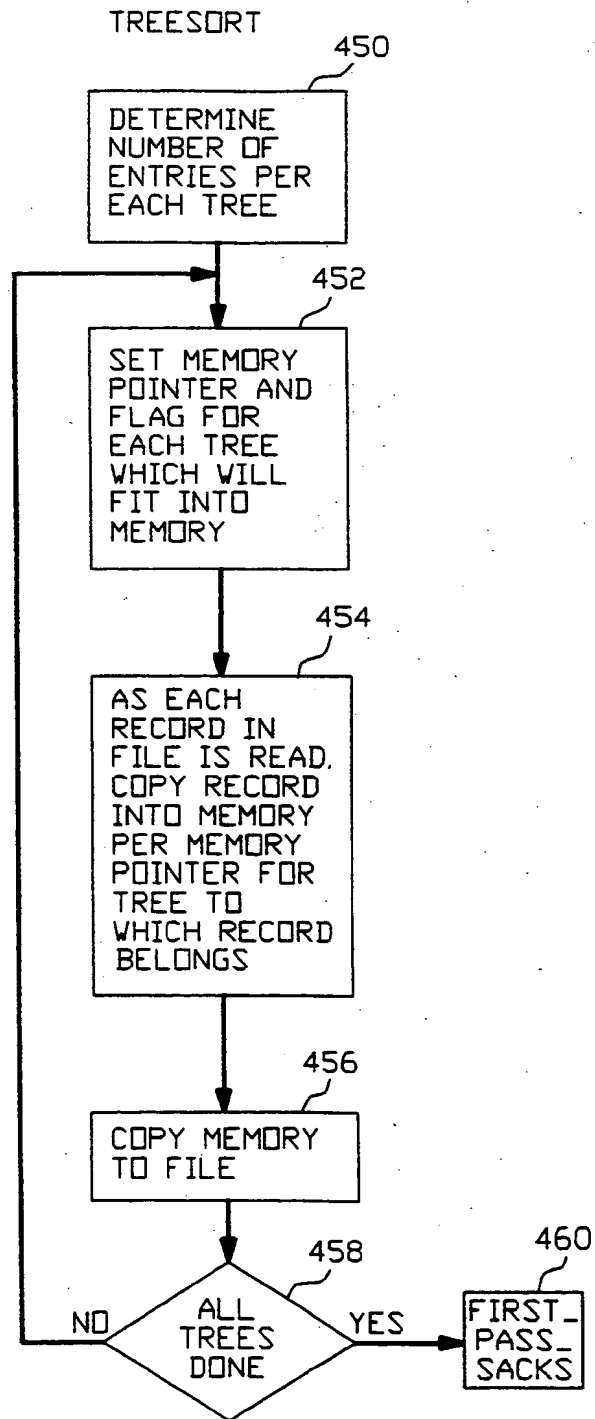 TREESORT
450
DETERMINE
NUMBER OF
ENTRIES PER
EACH TREE
452
SET MEMORY
POINTER AND
FLAG FOR
EACH TREE
WHICH WILL
FIT INTO
MEMORY
454
AS EACH
RECORD IN
FILE IS READ,
COPY RECORD
INTO MEMORY
PER MEMORY
POINTER FOR
TREE TO
WHICH RECORD
BELONGS
456
COPY MEMORY
TO FILE
458
ALL
TREES
DONE
NO
YES
460
FIRST_
PASS_
SACKS